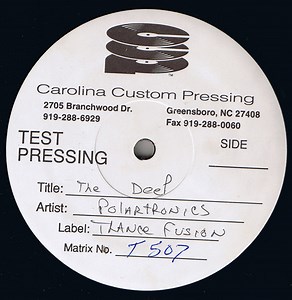 Carolina Custom Pressing
2705 Branchwood Dr. Greensboro, NC 27408
919-288-6929 Fax 919-288-0060
TEST
PRESSING
SIDE
Title: The Deep
Artist: POLARTRONICS
Label: TRANCE FUSION
Matrix No. T 507